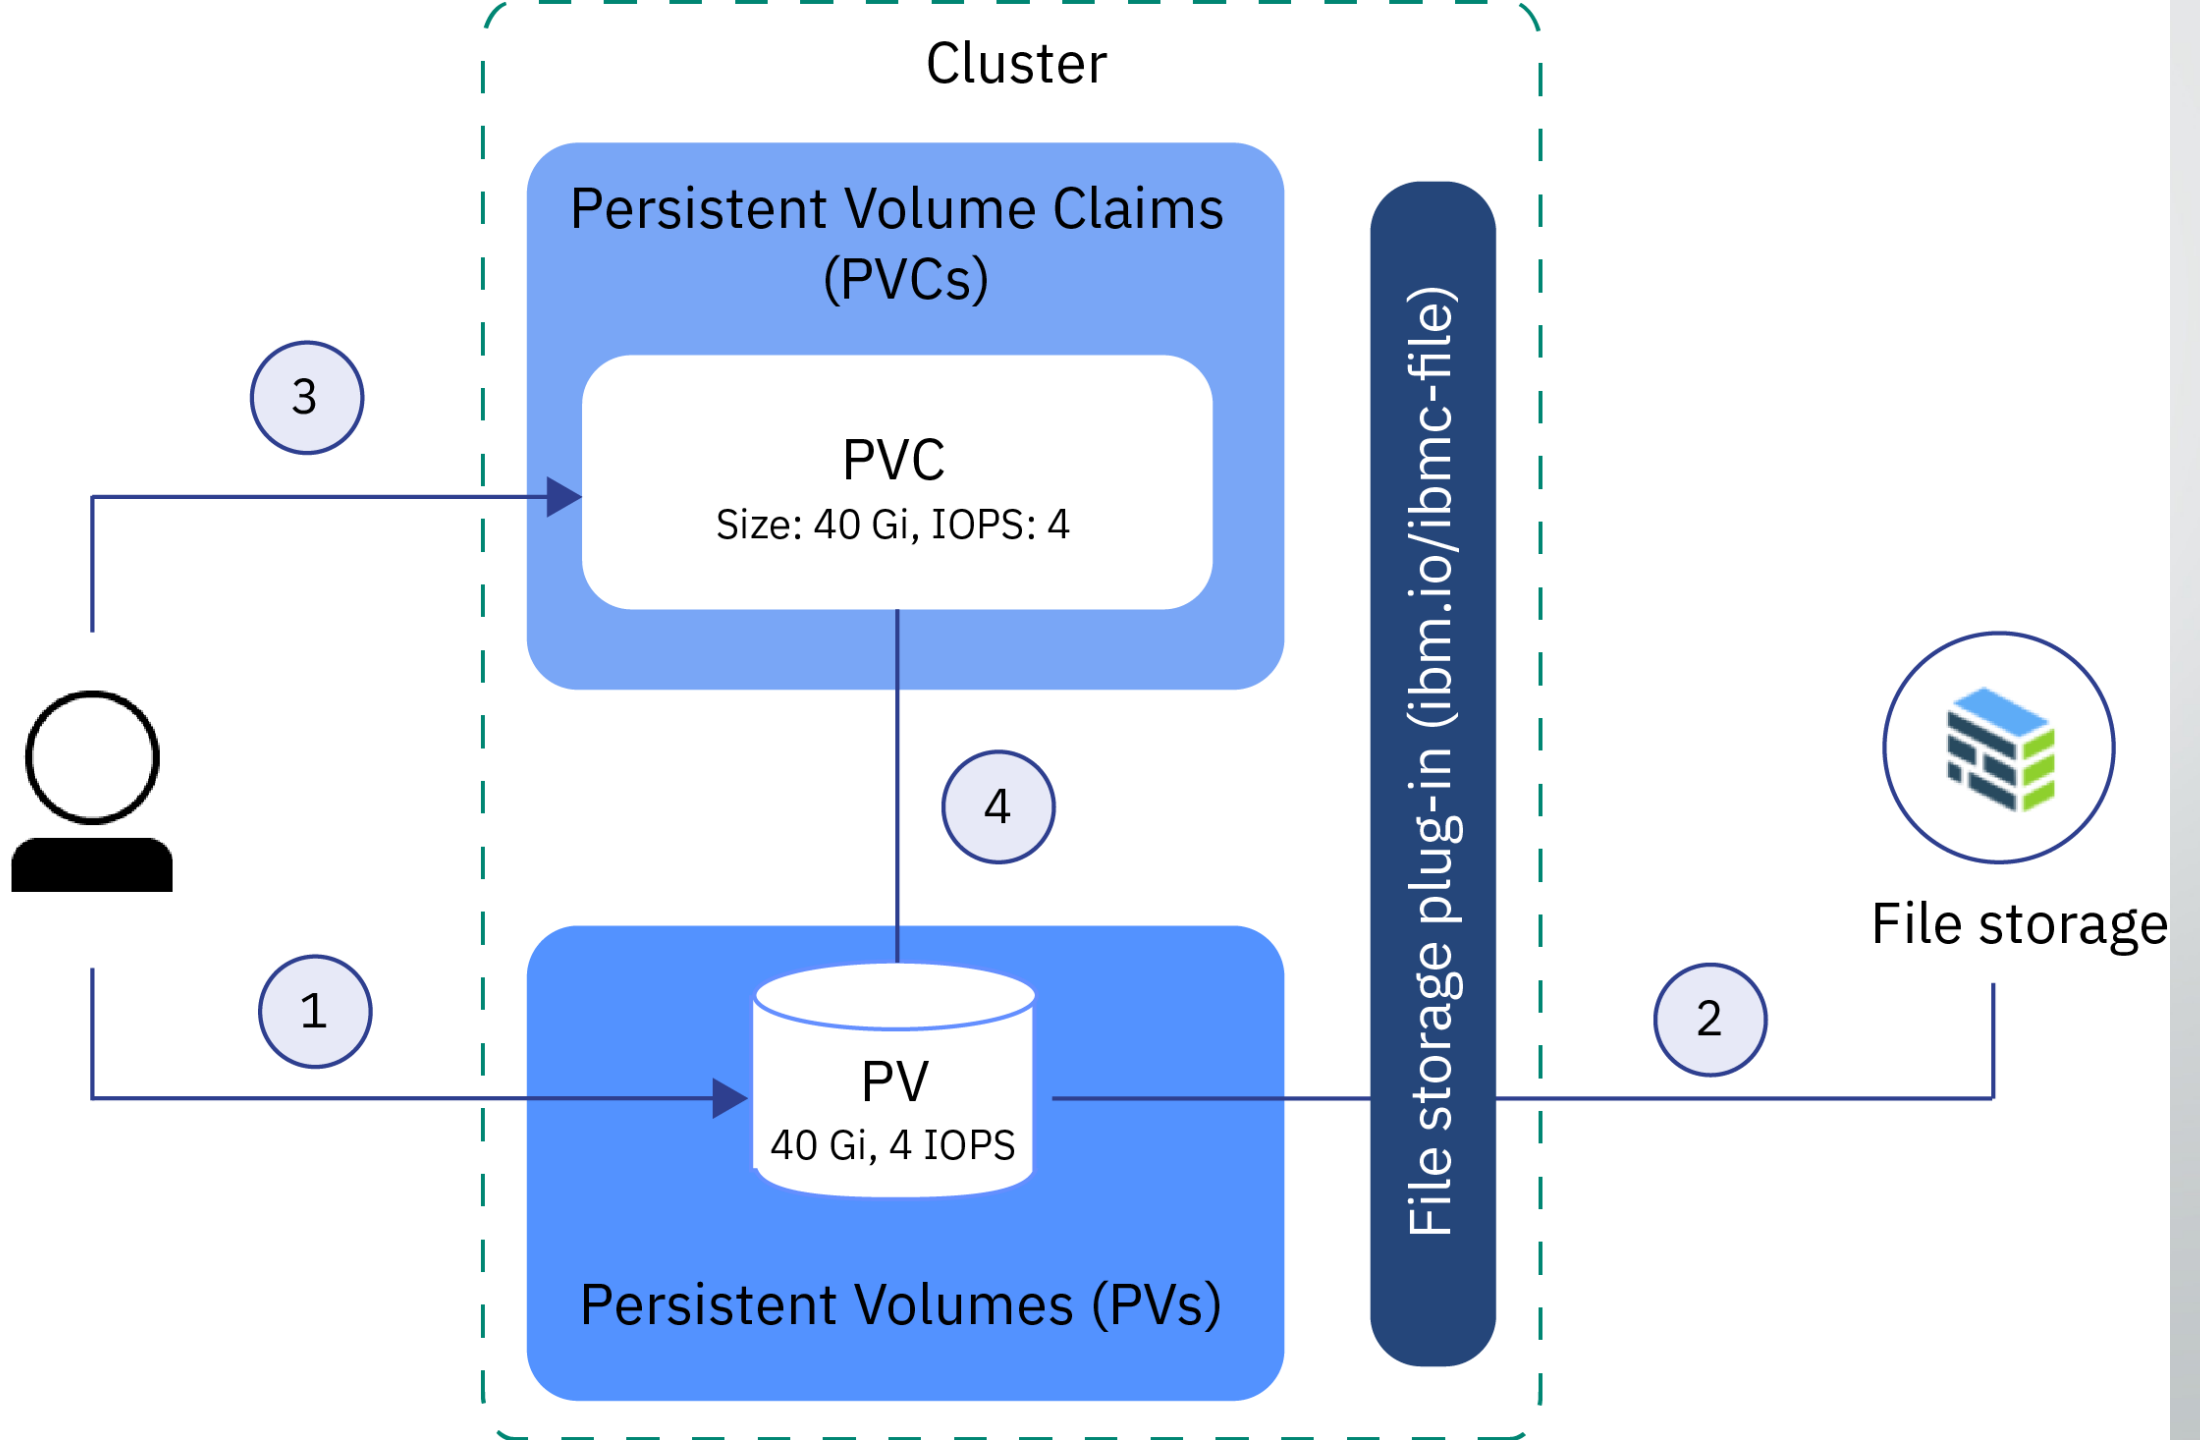 Cluster
Persistent Volume Claims
(PVCs)
3
PVC
Size: 40 Gi, IOPS: 4
File storage plug-in (ibm.io/ibmc-file)
4
File storage
1
2
PV
40 Gi, 4 IOPS
Persistent Volumes (PVs)